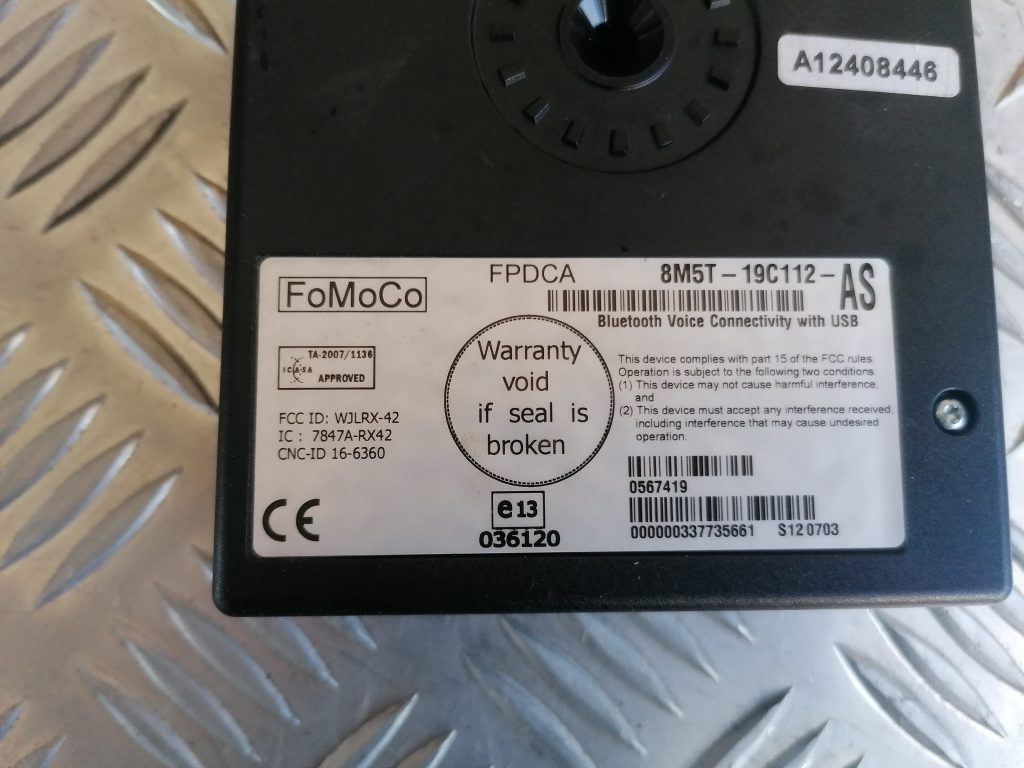 A12408446
FoMoCo
FPDCA
8M5T-19C112-AS
Bluetooth Voice Connectivity with USB
TA-2007/1136
ICASA
APPROVED
FCC ID: WJLRX-42
IC : 7847A-RX42
CNC-ID 16-6360
CE
Warranty
void
if seal is
broken
e13
036120
This device complies with part 15 of the FCC rules.
Operation is subject to the following two conditions
(1) This device may not cause harmful interference,
and
(2) This device must accept any interference received,
including interference that may cause undesired
operation.
0567419
000000337735661 S12 0703